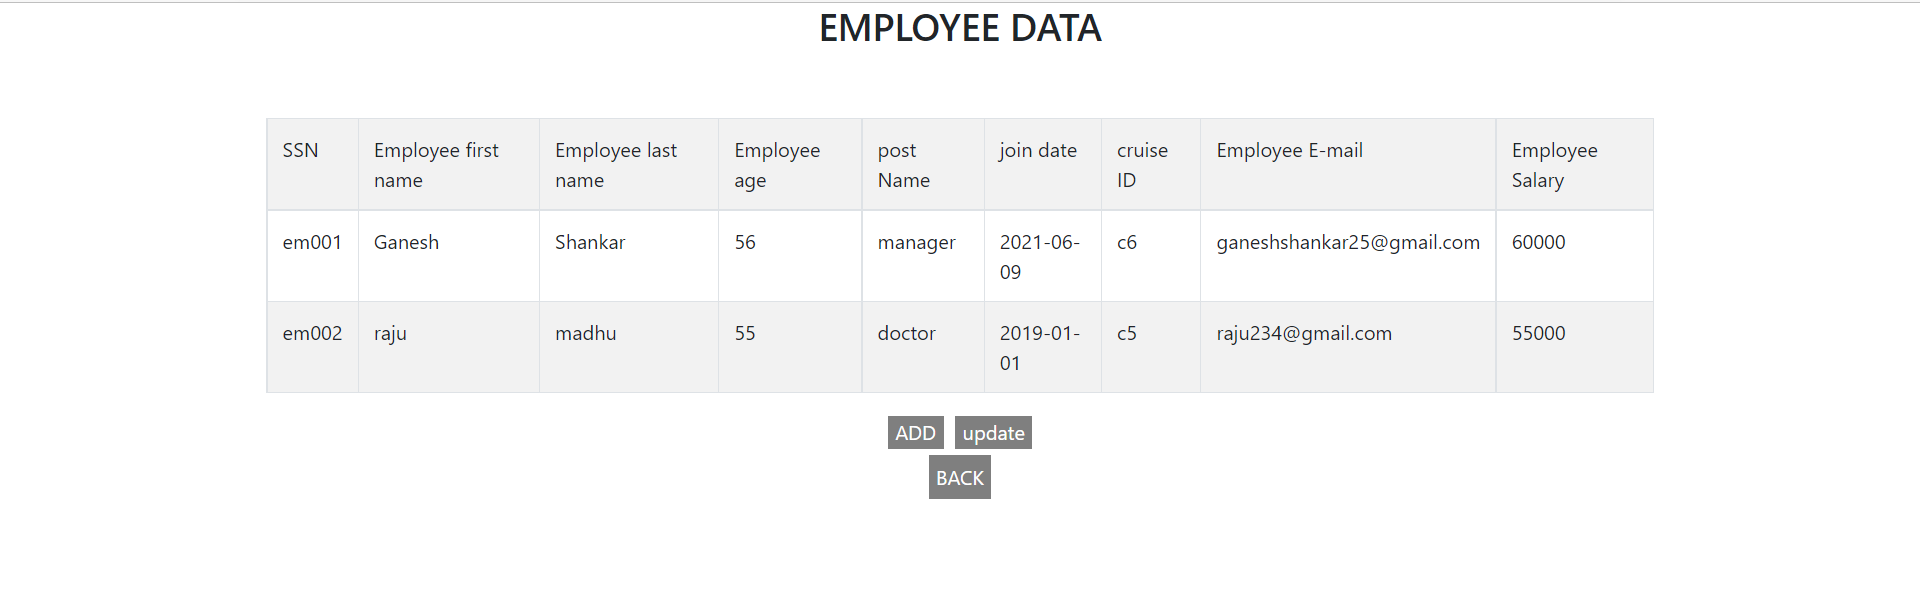 EMPLOYEE DATA
SSN Employee first name Employee last name Employee age post Name join date cruise ID Employee E-mail Employee Salary
em001 Ganesh Shankar 56 manager 2021-06-09 c6 ganeshshankar25@gmail.com 60000
em002 raju madhu 55 doctor 2019-01-01 c5 raju234@gmail.com 55000
ADD update
BACK